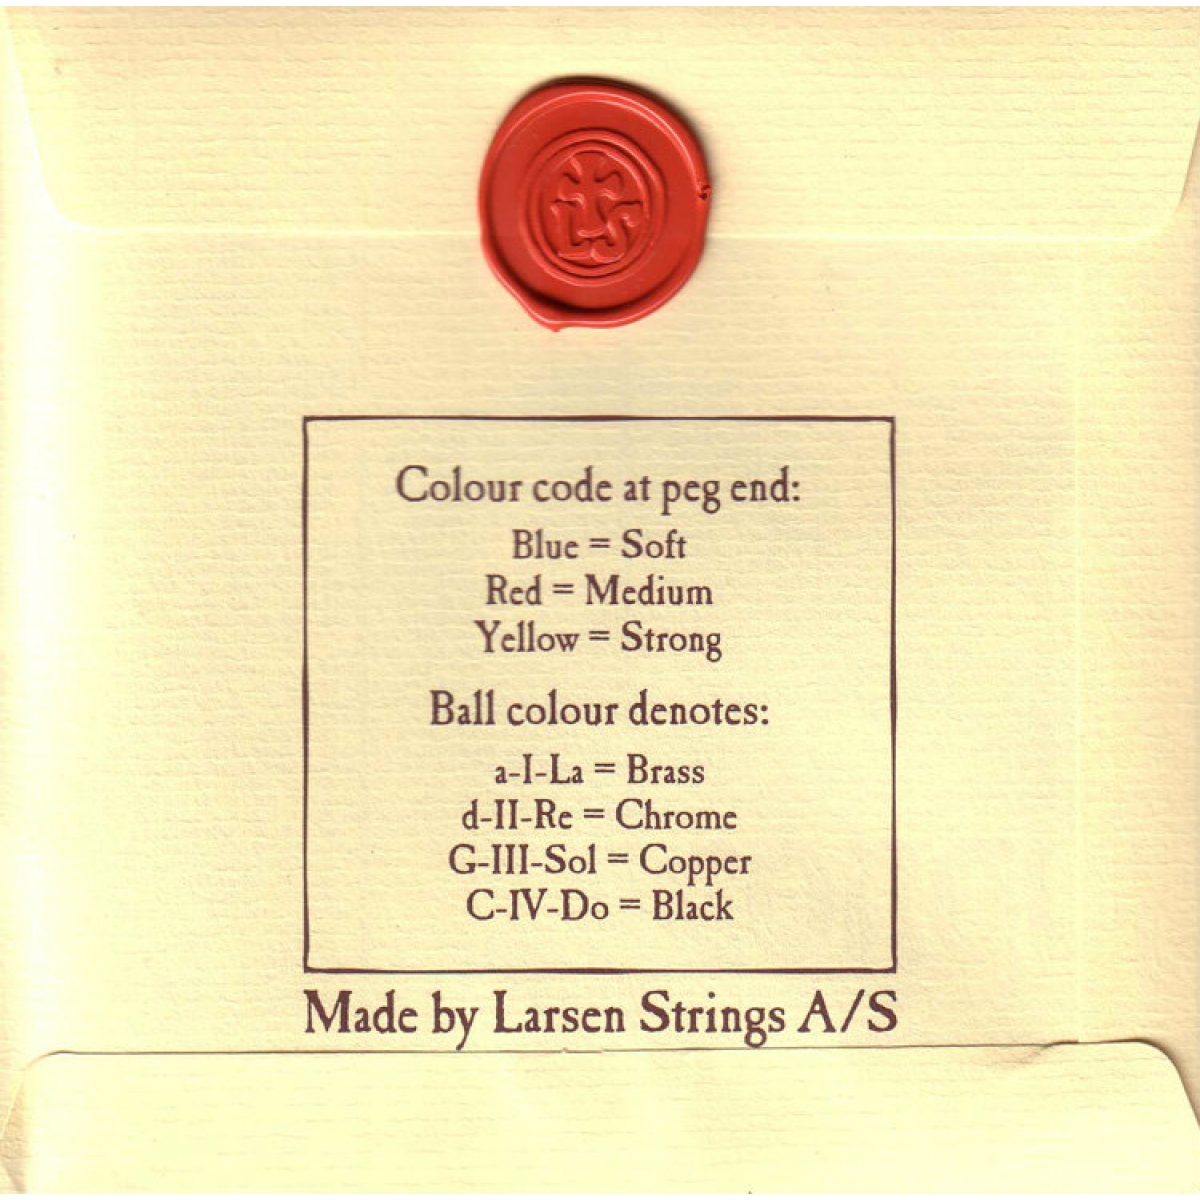 LS
Colour code at peg end:
Blue = Soft
Red = Medium
Yellow = Strong
Ball colour denotes:
a-I-La = Brass
d-II-Re = Chrome
G-III-Sol = Copper
C-IV-Do = Black
Made by Larsen Strings A/S